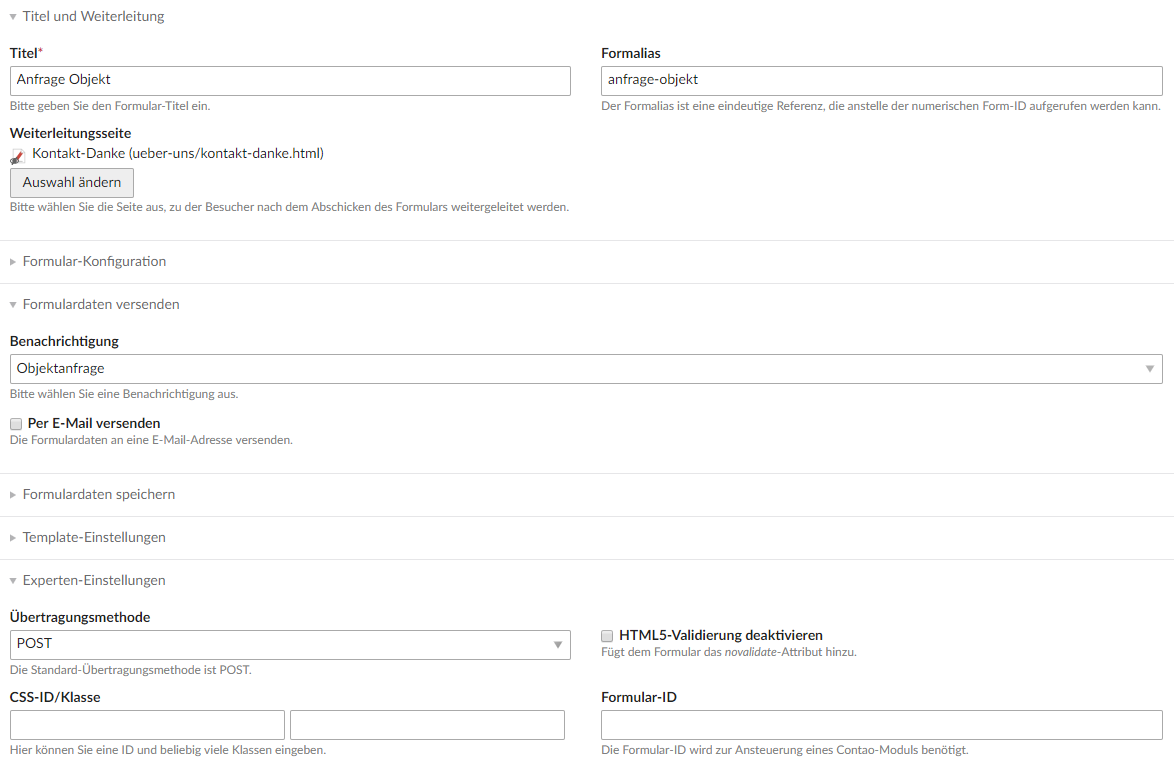 Titel und Weiterleitung
Titel*
Formalias
Anfrage Objekt
anfrage-objekt
Bitte geben Sie den Formular-Titel ein.
Der Formalias ist eine eindeutige Referenz, die anstelle der numerischen Form-ID aufgerufen werden kann.
Weiterleitungsseite
Kontakt-Danke (ueber-uns/kontakt-danke.html)
Auswahl ändern
Bitte wählen Sie die Seite aus, zu der Besucher nach dem Abschicken des Formulars weitergeleitet werden.
Formular-Konfiguration
Formulardaten versenden
Benachrichtigung
Objektanfrage
Bitte wählen Sie eine Benachrichtigung aus.
Per E-Mail versenden
Die Formulardaten an eine E-Mail-Adresse versenden.
Formulardaten speichern
Template-Einstellungen
Experten-Einstellungen
Übertragungsmethode
POST
HTML5-Validierung deaktivieren
Die Standard-Übertragungsmethode ist POST.
Fügt dem Formular das novalidate-Attribut hinzu.
CSS-ID/Klasse
Formular-ID
Hier können Sie eine ID und beliebig viele Klassen eingeben.
Die Formular-ID wird zur Ansteuerung eines Contao-Moduls benötigt.